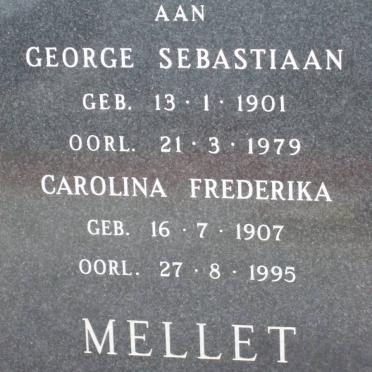 AAN
GEORGE SEBASTIAAN
GEB. 13 · 1 · 1901
OORL. 21 · 3 · 1979
CAROLINA FREDERIKA
GEB. 16 · 7 · 1907
OORL. 27 · 8 · 1995
MELLET